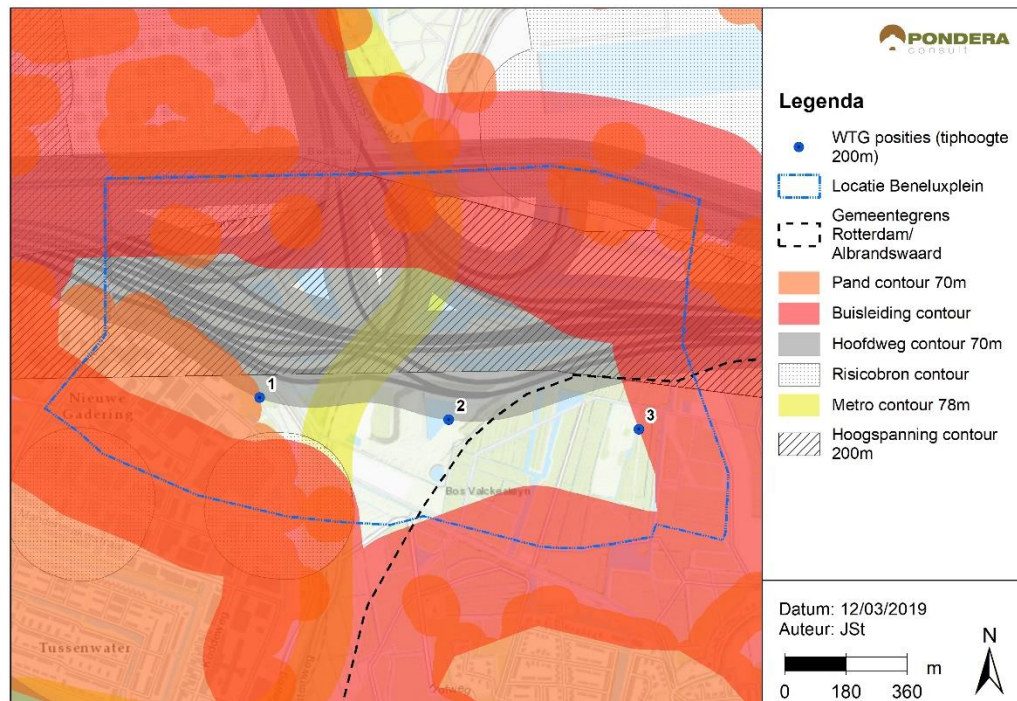 PONDERA
consult
Legenda
WTG posities (tiphoogte
200m)
Locatie Beneluxplein
Gemeentegrens
Rotterdam/
Albrandswaard
Pand contour 70m
Buisleiding contour
Hoofdweg contour 70m
Risicobron contour
Metro contour 78m
Hoogspanning contour
200m
1
2
3
Nieuwe
Gadering
Bos Valckesteyn
Tussenwater
Datum: 12/03/2019
Auteur: JSt
N
m
0 180 360